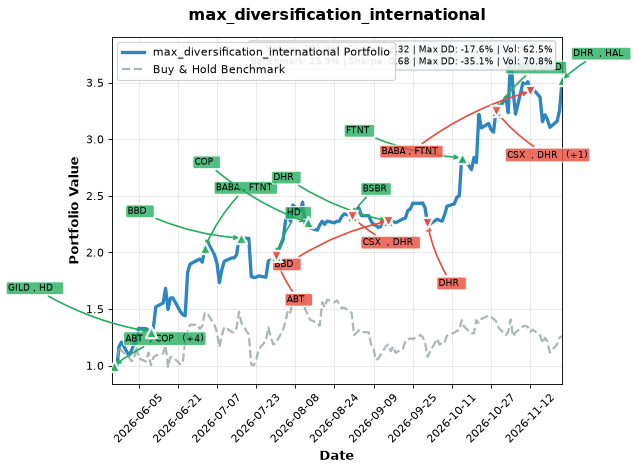 max_diversification_international
.32 | Max DD: -17.6% | Vol: 62.5%
Benchmark: 25.9% | Sharpe: 0.68 | Max DD: -35.1% | Vol: 70.8%
max_diversification_international Portfolio
Buy & Hold Benchmark
DHR , HAL
FTNT
BABA , FTNT
CSX , DHR (+1)
COP
DHR
BABA , FTNT
BSBR
BBD
HD
CSX , DHR
BBD
DHR
ABT
GILD , HD
ABT , COP (+4)
Portfolio Value
3.5
3.0
2.5
2.0
1.5
1.0
2026-06-05
2026-06-21
2026-07-07
2026-07-23
2026-08-08
2026-08-24
2026-09-09
2026-09-25
2026-10-11
2026-10-27
2026-11-12
Date